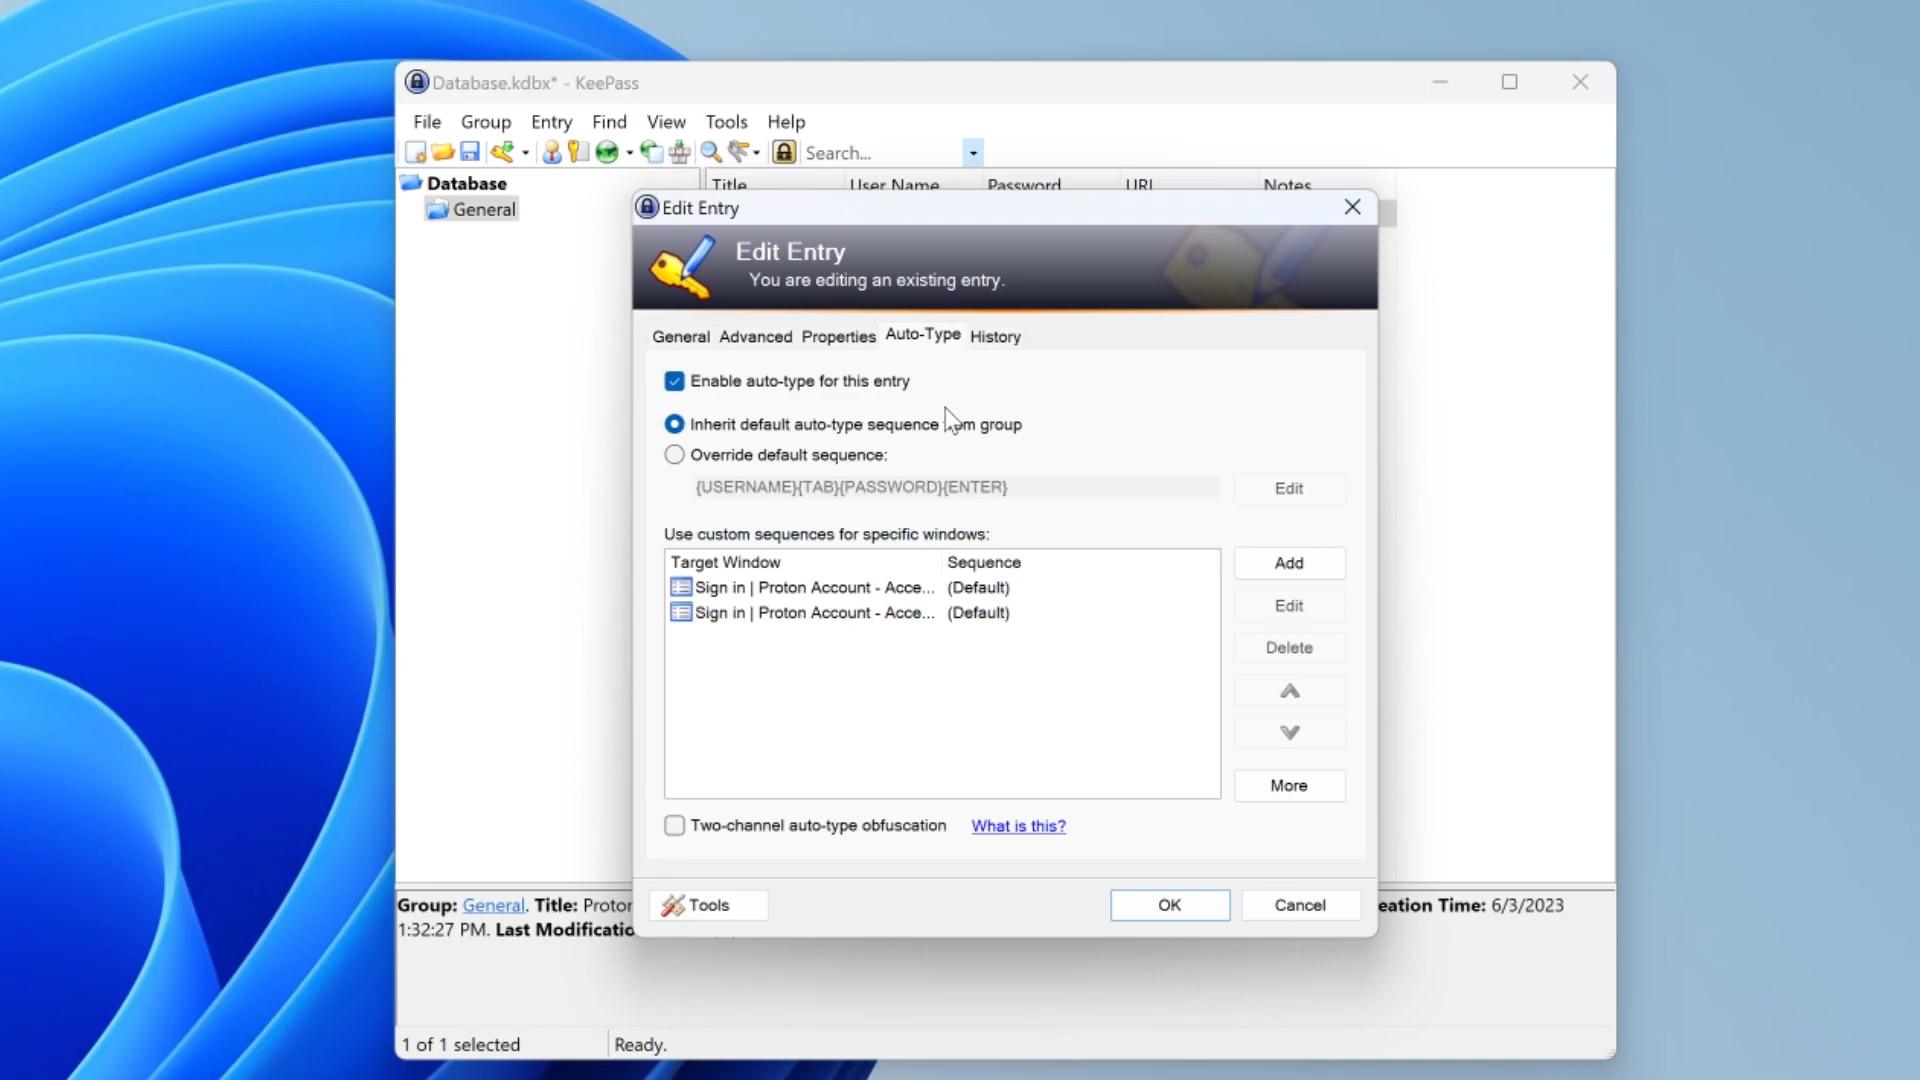 Database.kdbx* - KeePass
File Group Entry Find View Tools Help
Search...
Database
Title User Name Password URL Notes
General
Edit Entry
Edit Entry
You are editing an existing entry.
General Advanced Properties Auto-Type History
Enable auto-type for this entry
Inherit default auto-type sequence group
Override default sequence:
{USERNAME}{TAB}{PASSWORD}{ENTER}
Edit
Use custom sequences for specific windows:
Target Window Sequence
Add
Sign in | Proton Account - Acce... (Default)
Edit
Sign in | Proton Account - Acce... (Default)
Delete
More
Two-channel auto-type obfuscation What is this?
Tools
OK
Cancel
Group: General. Title: Proton eation Time: 6/3/2023
1:32:27 PM. Last Modificatio
1 of 1 selected
Ready.